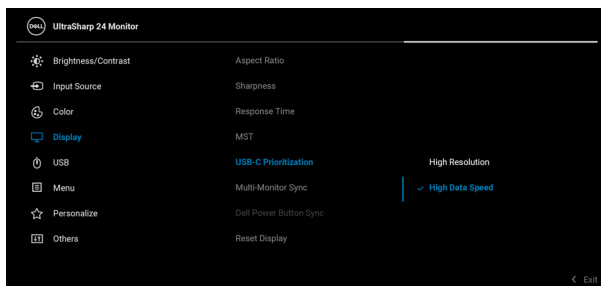 DELL UltraSharp 24 Monitor
Brightness/Contrast Aspect Ratio
Input Source Sharpness
Color Response Time
Display MST
USB USB-C Prioritization High Resolution
Menu Multi-Monitor Sync High Data Speed
Personalize Dell Power Button Sync
Others Reset Display
Exit